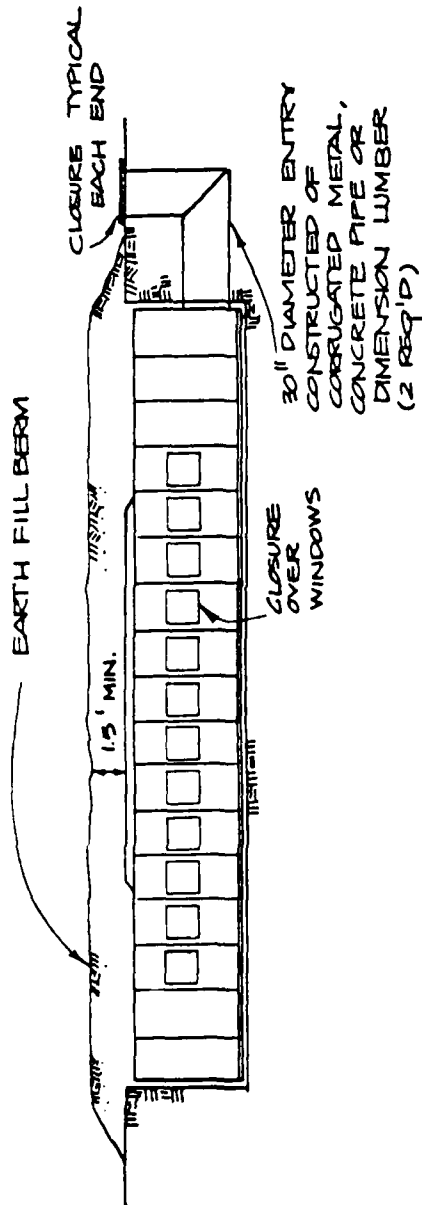 EARTH FILL BERM
1.5' MIN.
CLOSURE TYPICAL
EACH END
CLOSURE
OVER
WINDOWS
30" DIAMETER ENTRY
CONSTRUCTED OF
CORRUGATED METAL,
CONCRETE PIPE OR
DIMENSION LUMBER
(2 REQ'D)